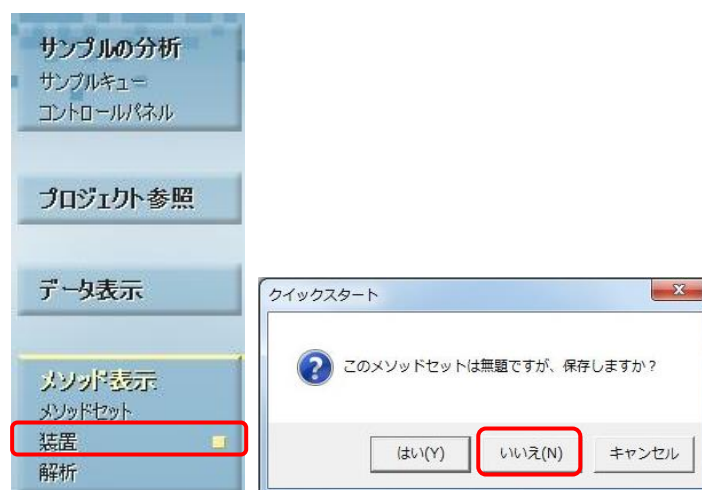 サンプルの分析
サンプルキュー
コントロールパネル
プロジェクト参照
データ表示
メソッド表示
メソッドセット
装置
解析
クイックスタート
このメソッドセットは無題ですが、保存しますか？
はい(Y)
いいえ(N)
キャンセル